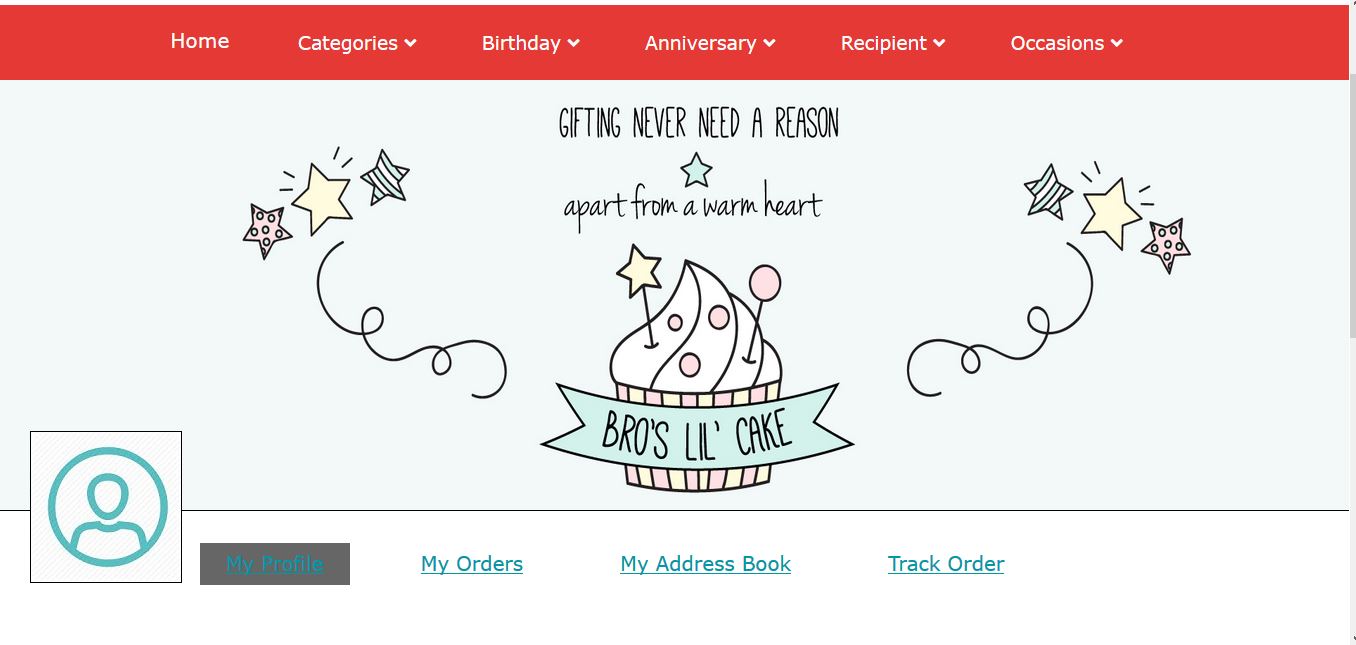 Home Categories Birthday Anniversary Recipient Occasions
GIFTING NEVER NEED A REASON
apart from a warm heart
BRO'S LIL' CAKE
My Profile My Orders My Address Book Track Order